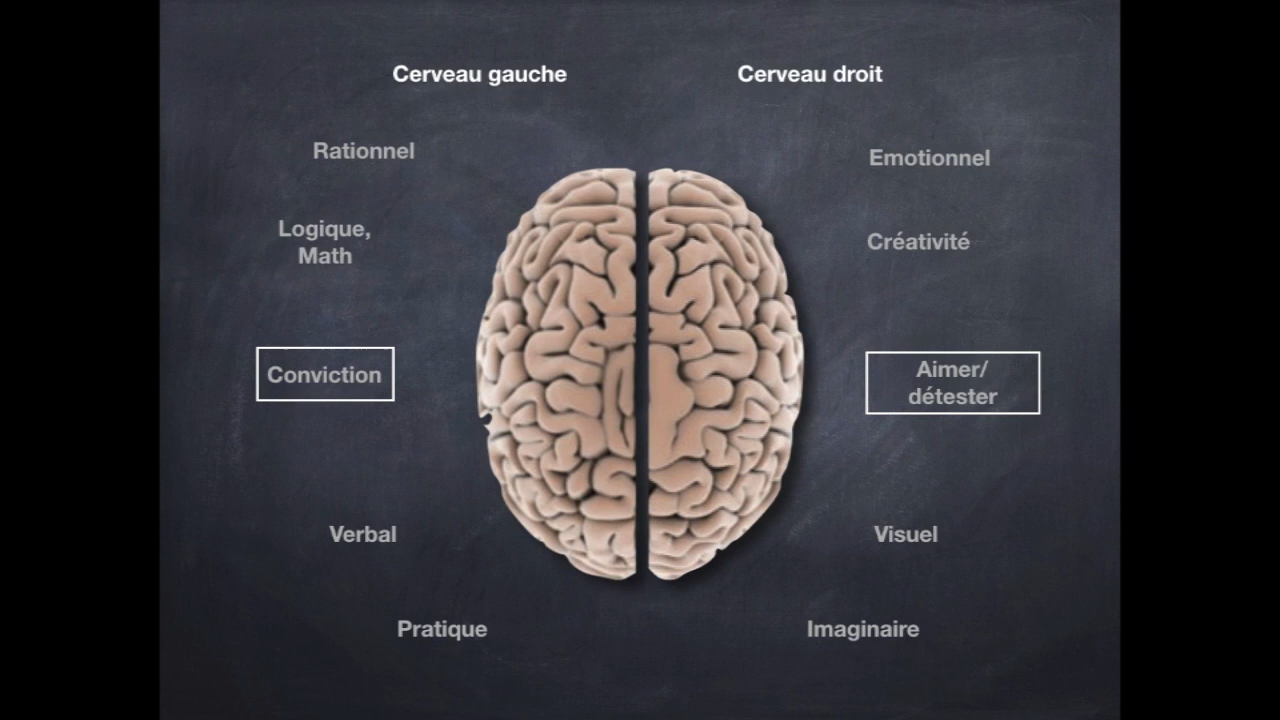 Cerveau gauche
Cerveau droit
Rationnel
Emotionnel
Logique,
Math
Créativité
Conviction
Aimer/
détester
Verbal
Visuel
Pratique
Imaginaire